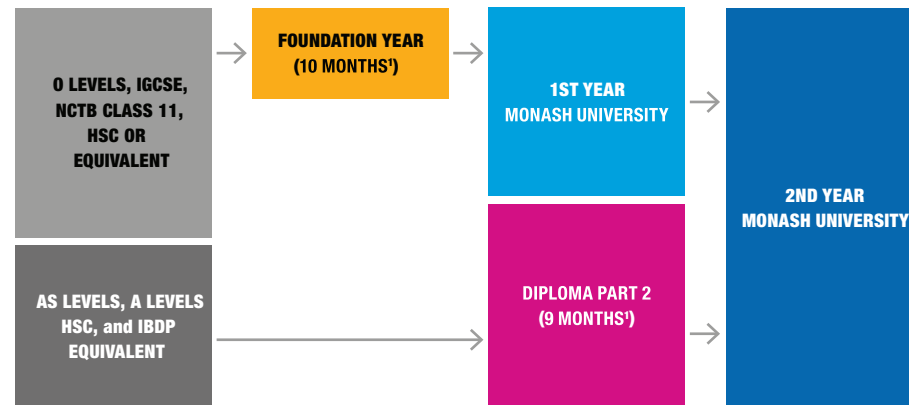 O LEVELS, IGCSE,
NCTB CLASS 11,
HSC OR
EQUIVALENT
FOUNDATION YEAR
(10 MONTHS¹)
1ST YEAR
MONASH UNIVERSITY
2ND YEAR
MONASH UNIVERSITY
AS LEVELS, A LEVELS
HSC, and IBDP
EQUIVALENT
DIPLOMA PART 2
(9 MONTHS¹)